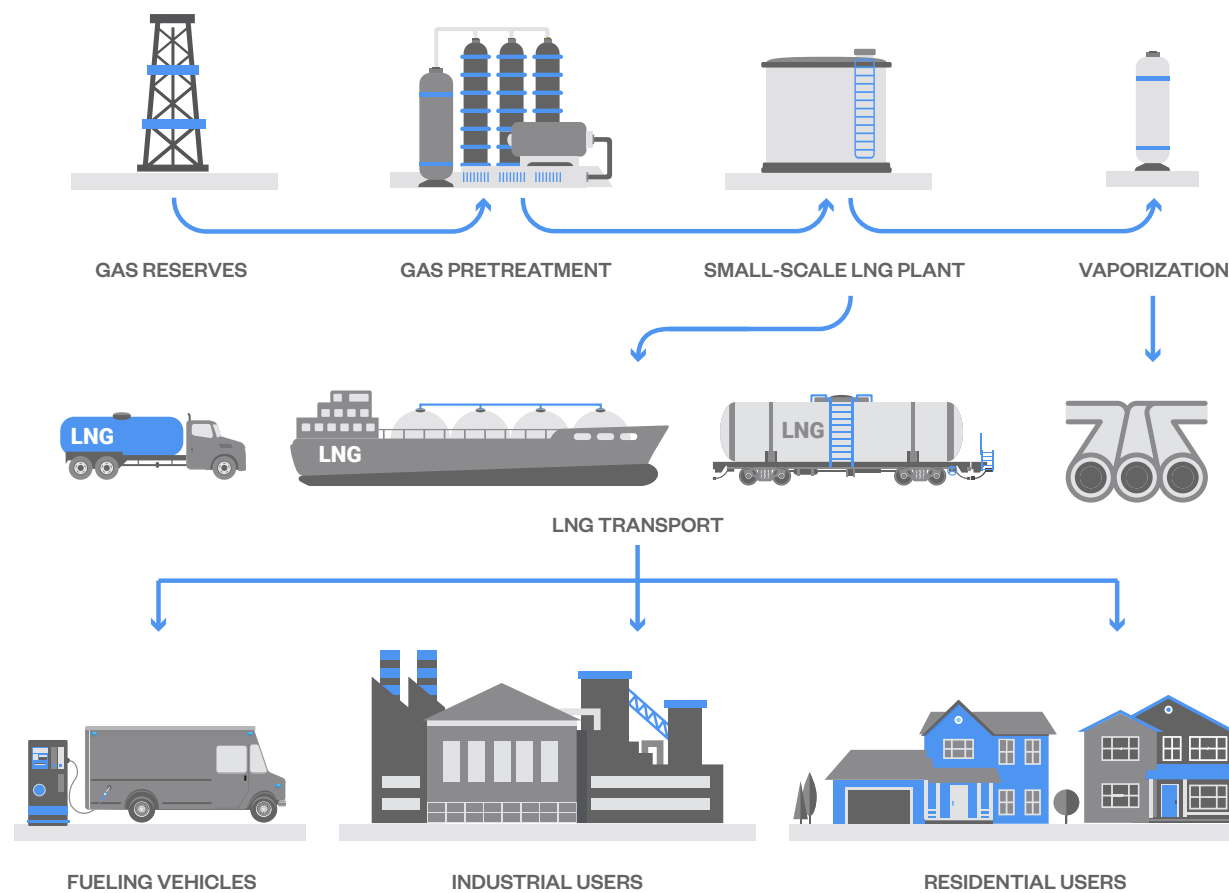 GAS RESERVES
GAS PRETREATMENT
SMALL-SCALE LNG PLANT
VAPORIZATION
LNG
LNG
LNG
LNG TRANSPORT
FUELING VEHICLES
INDUSTRIAL USERS
RESIDENTIAL USERS